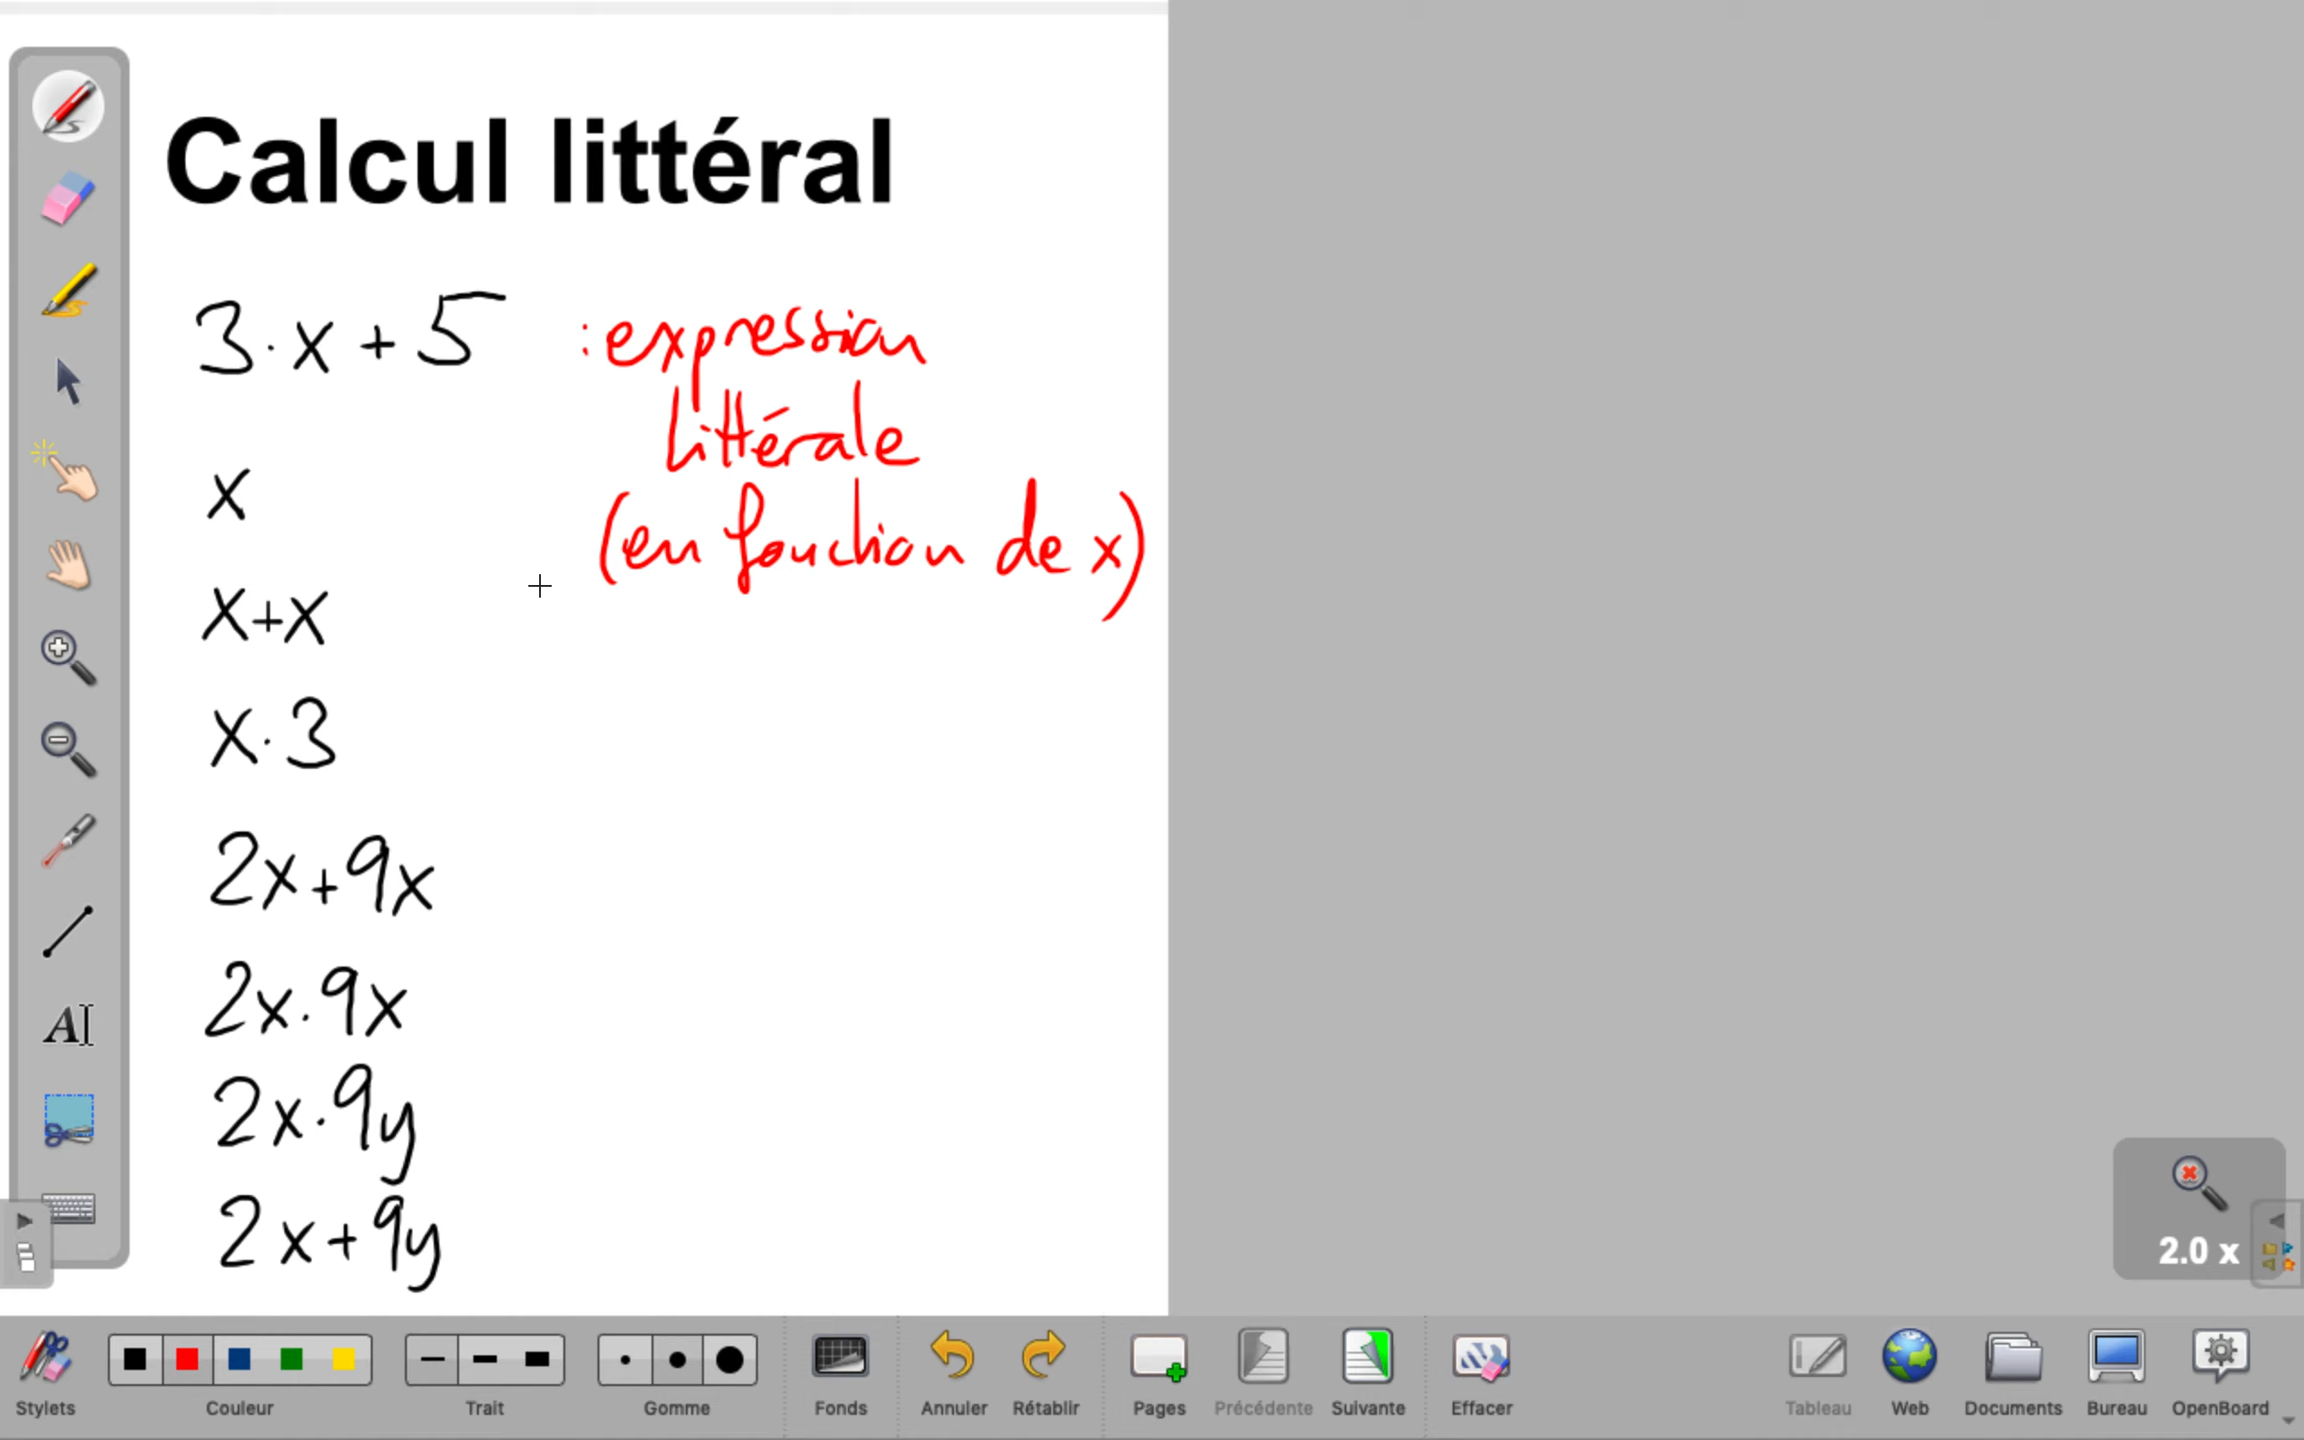 Calcul littéral
3·x+5 : expression
littérale
x
(en fonction de x)
x+x
x·3
2x+9x
2x·9x
2x·9y
2x+9y
2.0 x
Stylets Couleur Trait Gomme Fonds Annuler Rétablir Pages Précédente Suivante Effacer Tableau Web Documents Bureau OpenBoard